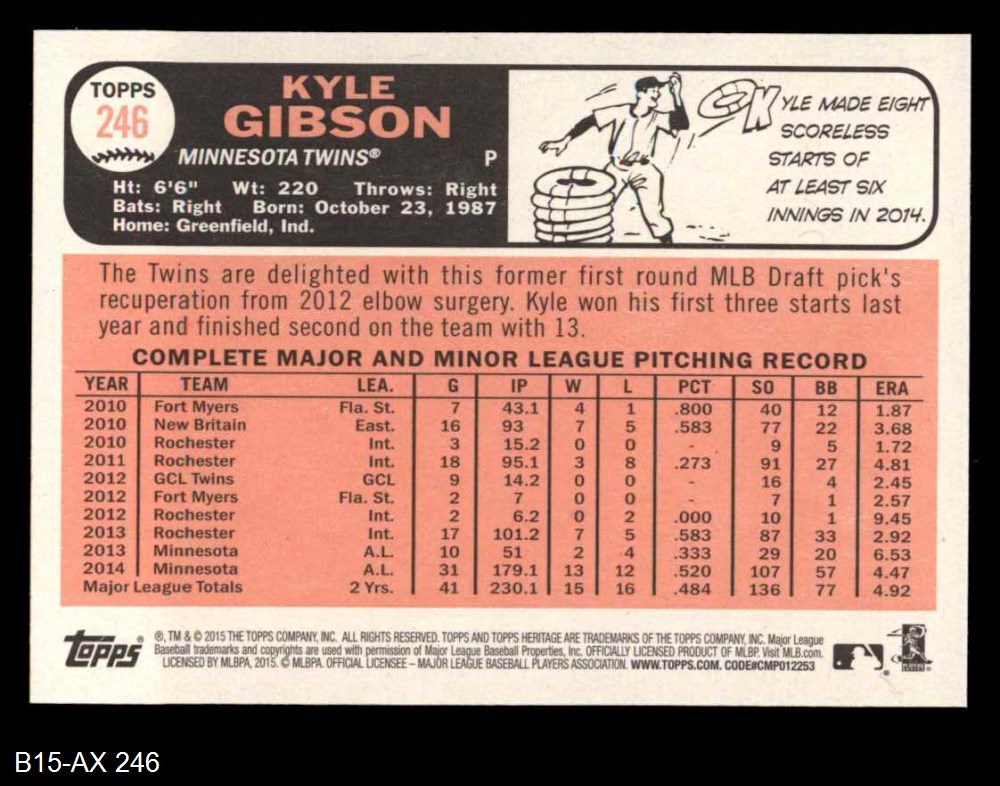 TOPPS
246
KYLE
GIBSON
MINNESOTA TWINS® P
Ht: 6'6" Wt: 220 Throws: Right
Bats: Right Born: October 23, 1987
Home: Greenfield, Ind.
KYLE MADE EIGHT
SCORELESS
STARTS OF
AT LEAST SIX
INNINGS IN 2014.
The Twins are delighted with this former first round MLB Draft pick's
recuperation from 2012 elbow surgery. Kyle won his first three starts last
year and finished second on the team with 13.
COMPLETE MAJOR AND MINOR LEAGUE PITCHING RECORD
YEAR TEAM LEA. G IP W L PCT SO BB ERA
2010 Fort Myers Fla. St. 7 43.1 4 1 .800 40 12 1.87
2010 New Britain East. 16 93 7 5 .583 77 22 3.68
2010 Rochester Int. 3 15.2 0 0 - 9 5 1.72
2011 Rochester Int. 18 95.1 3 8 .273 91 27 4.81
2012 GCL Twins GCL 9 14.2 0 0 - 16 4 2.45
2012 Fort Myers Fla. St. 2 7 0 0 - 7 1 2.57
2012 Rochester Int. 2 6.2 0 2 .000 10 1 9.45
2013 Rochester Int. 17 101.2 7 5 .583 87 33 2.92
2013 Minnesota A.L. 10 51 2 4 .333 29 20 6.53
2014 Minnesota A.L. 31 179.1 13 12 .520 107 57 4.47
Major League Totals 2 Yrs. 41 230.1 15 16 .484 136 77 4.92
Topps®
®, TM & © 2015 THE TOPPS COMPANY, INC. ALL RIGHTS RESERVED. TOPPS AND TOPPS HERITAGE ARE TRADEMARKS OF THE TOPPS COMPANY, INC. Major League
Baseball trademarks and copyrights are used with permission of Major League Baseball Properties, Inc. OFFICIALLY LICENSED PRODUCT OF MLBP. Visit MLB.com.
LICENSED BY MLBPA, 2015. © MLBPA. OFFICIAL LICENSEE – MAJOR LEAGUE BASEBALL PLAYERS ASSOCIATION. WWW.TOPPS.COM. CODE#CMP012253
B15-AX 246